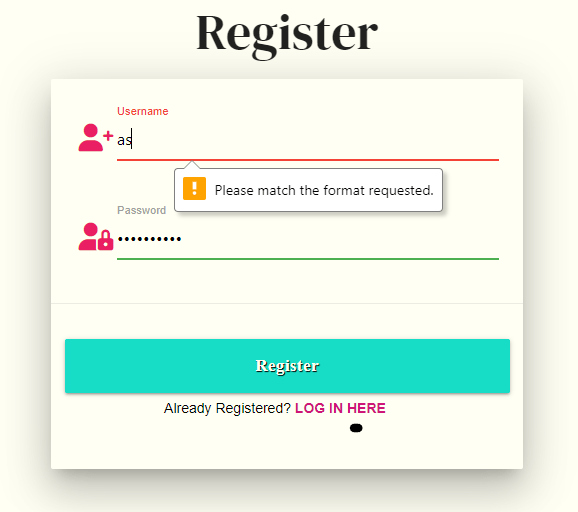 Register
Username
as
Please match the format requested.
Password
••••••••••
Register
Already Registered? LOG IN HERE